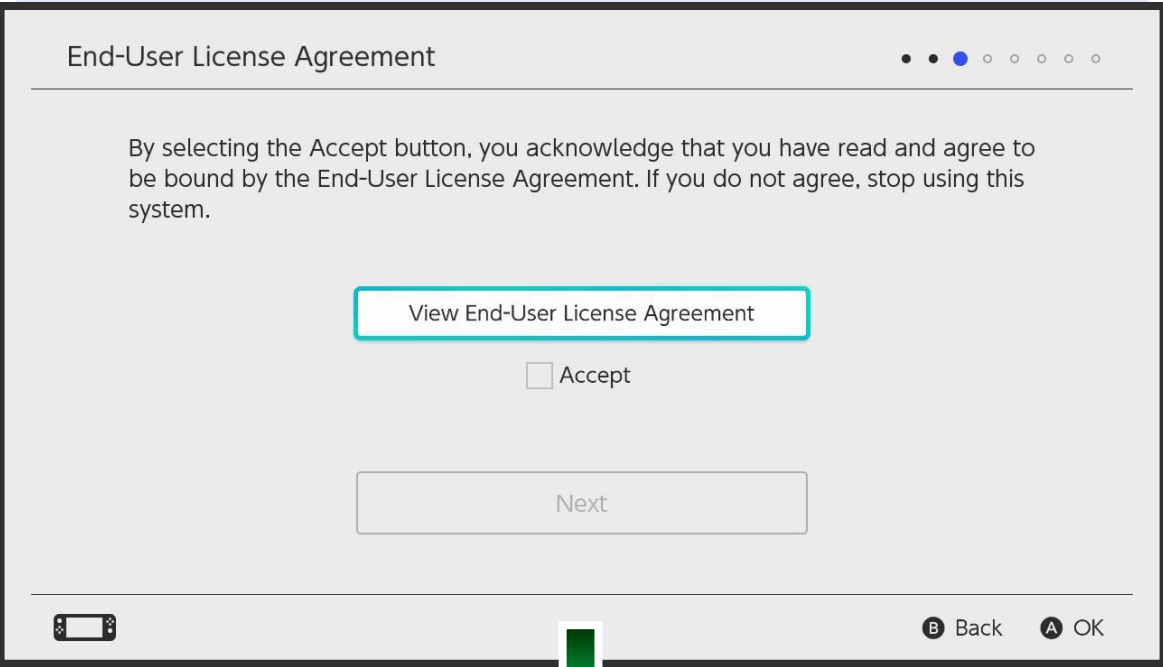 End-User License Agreement
By selecting the Accept button, you acknowledge that you have read and agree to
be bound by the End-User License Agreement. If you do not agree, stop using this
system.
View End-User License Agreement
Accept
Next
B Back A OK